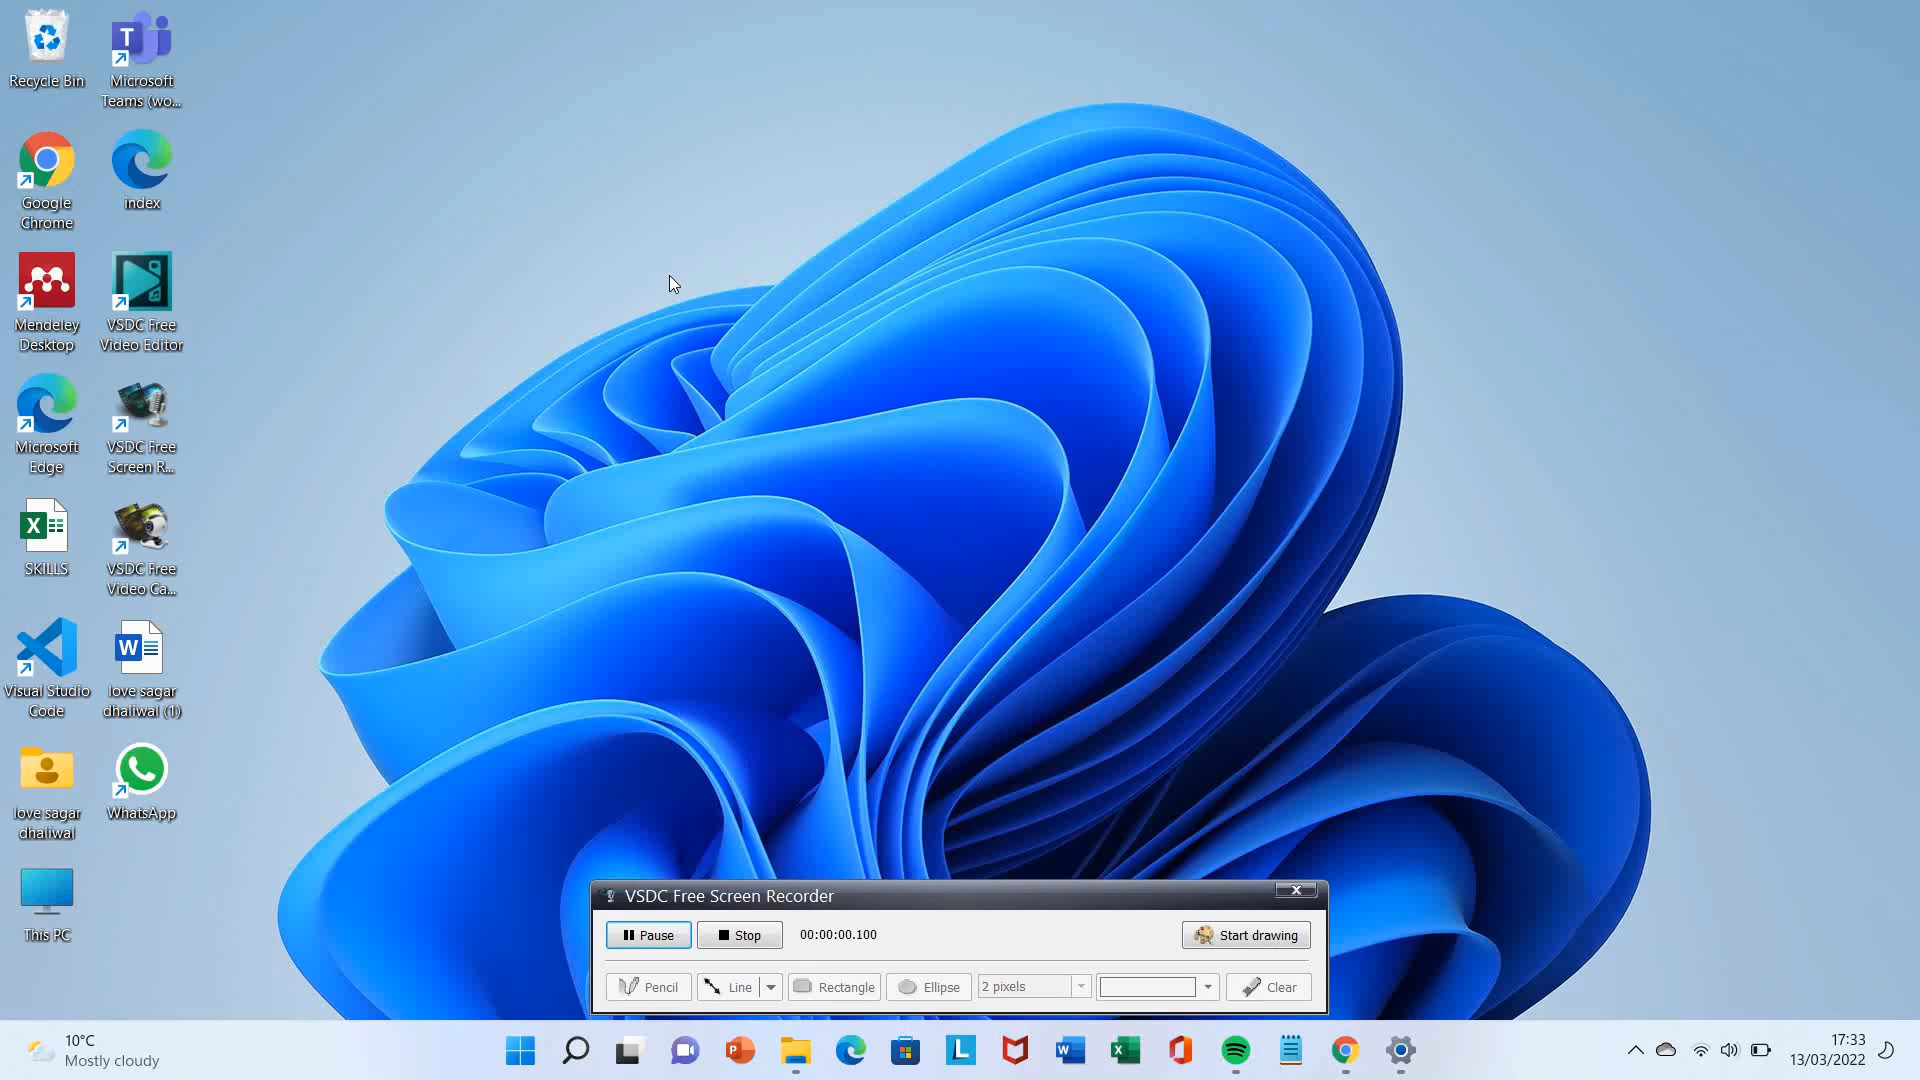 Recycle Bin
Microsoft
Teams (wo...
Google
Chrome
index
Mendeley
Desktop
VSDC Free
Video Editor
Microsoft
Edge
VSDC Free
Screen R...
SKILLS
VSDC Free
Video Ca...
Visual Studio
Code
love sagar
dhaliwal (1)
love sagar
dhaliwal
WhatsApp
This PC
VSDC Free Screen Recorder
Pause
Stop
00:00:00.100
Start drawing
Pencil
Line
Rectangle
Ellipse
2 pixels
Clear
10°C
Mostly cloudy
17:33
13/03/2022